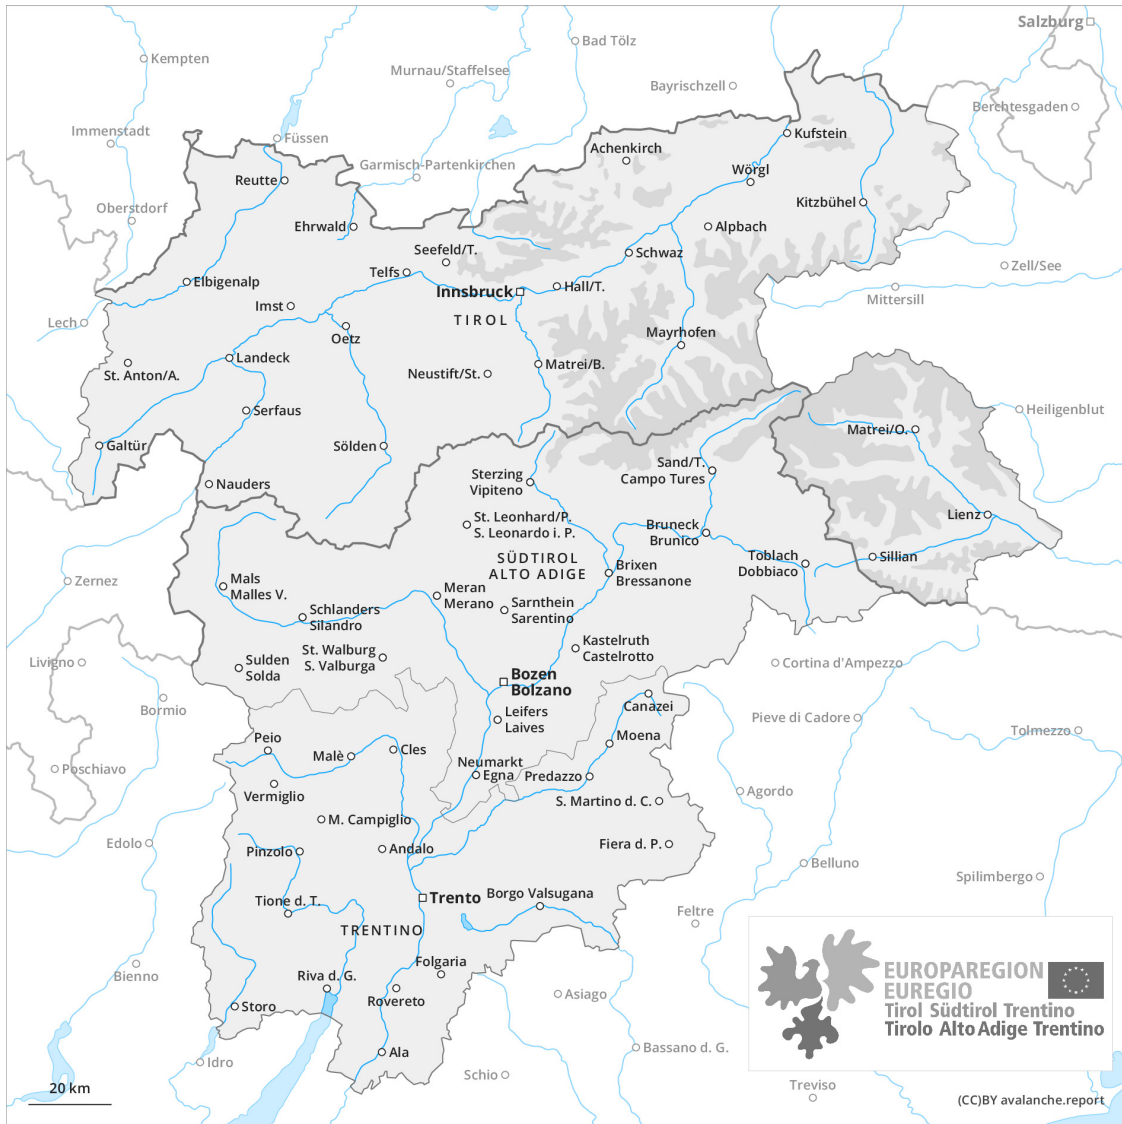 Salzburg
Bad Tölz
Kempten
Murnau/Staffelsee
Bayrischzell
Berchtesgaden
Immenstadt
Füssen
Kufstein
Achenkirch
Garmisch-Partenkirchen
Wörgl
Reutte
Oberstdorf
Kitzbühel
Ehrwald
Alpbach
Seefeld/T.
Schwaz
Telfs
Zell/See
Elbigenalp
Innsbruck
Hall/T.
Mittersill
Imst
TIROL
Lech
Oetz
Mayrhofen
Landeck
St. Anton/A.
Neustift/St.
Matrei/B.
Serfaus
Heiligenblut
Matrei/O.
Galtür
Sölden
Sand/T.
Campo Tures
Sterzing
Vipiteno
Nauders
St. Leonhard/P.
S. Leonardo i. P.
Lienz
Bruneck
Brunico
SÜDTIROL
ALTO ADIGE
Toblach
Dobbiaco
Sillian
Brixen
Bressanone
Zernez
Mals
Malles V.
Meran
Merano
Sarnthein
Sarentino
Schlanders
Silandro
Kastelruth
Castelrotto
St. Walburg
S. Valburga
Livigno
Sulden
Solda
Cortina d'Ampezzo
Bozen
Bolzano
Bormio
Canazei
Leifers
Laives
Pieve di Cadore
Tolmezzo
Peio
Moena
Malè
Cles
Neumarkt
Egna
Predazzo
Poschiavo
Vermiglio
Agordo
S. Martino d. C.
M. Campiglio
Edolo
Pinzolo
Andalo
Fiera d. P.
Belluno
Spilimbergo
Tione d. T.
Trento
Borgo Valsugana
Feltre
TRENTINO
Folgaria
Bienno
Riva d. G.
Rovereto
Asiago
Storo
EUROPAREGION
EUREGIO
Tirol Südtirol Trentino
Tirolo Alto Adige Trentino
Ala
Bassano d. G.
Idro
Schio
Treviso
20 km
(CC)BY avalanche.report